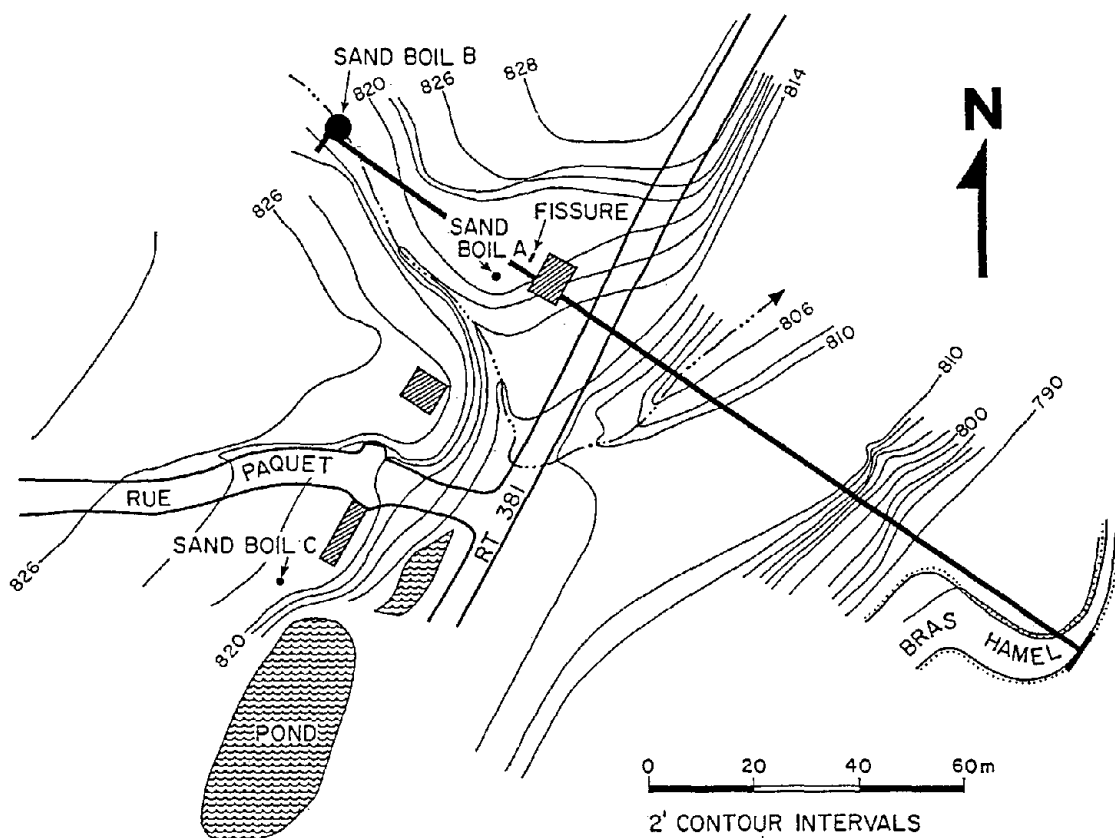 SAND BOIL B
820
826
828
814
N
826
SAND
BOIL A
FISSURE
806
810
810
800
790
RUE PAQUET
RT 381
826
SAND BOIL C
820
POND
BRAS HAMEL
0 20 40 60m
2' CONTOUR INTERVALS